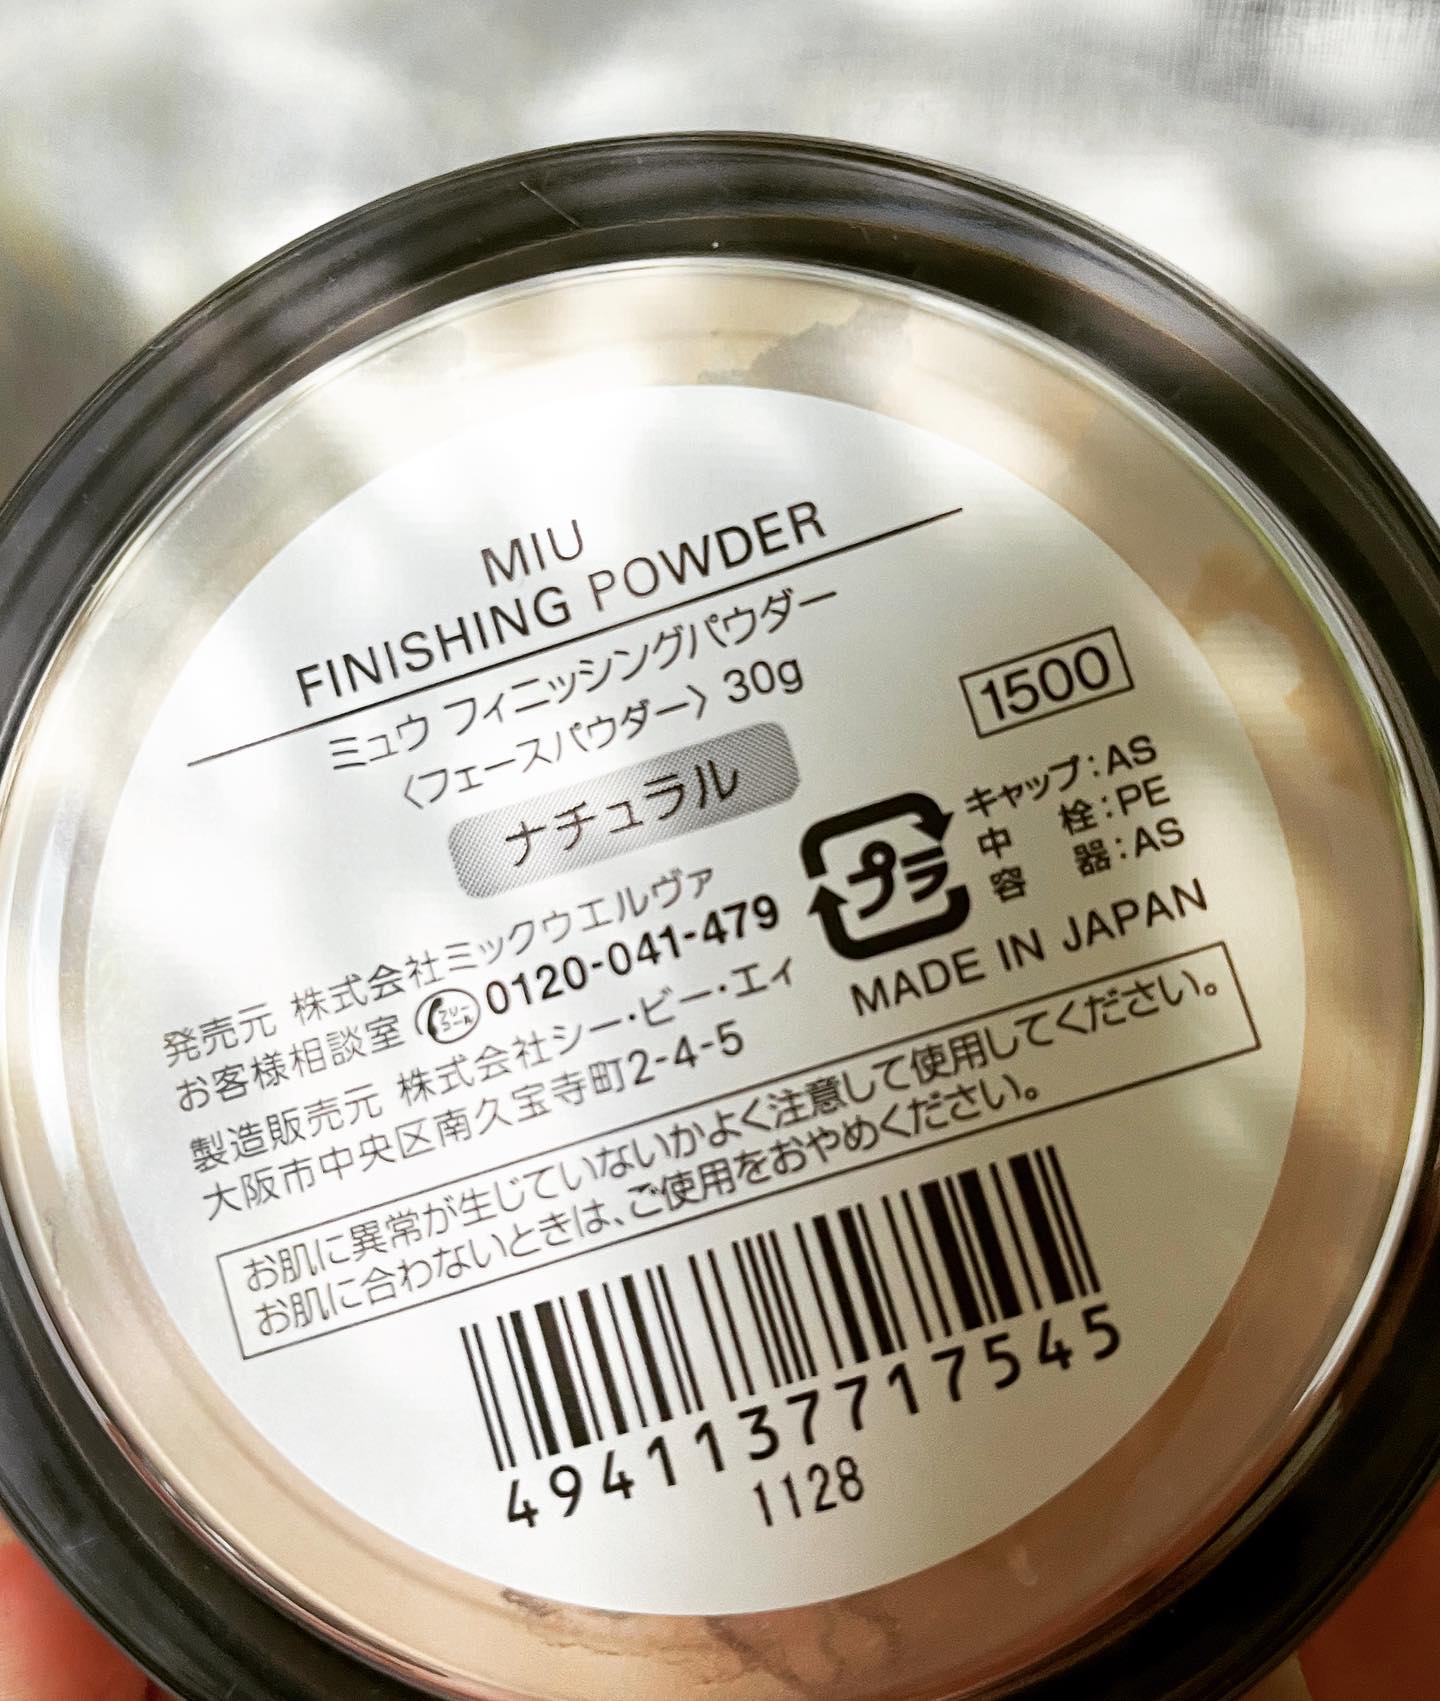 MIU
FINISHING POWDER
ミュウ フィニッシングパウダー
〈フェースパウダー〉 30g
ナチュラル
1500
プラ
キャップ:AS
中 栓:PE
容 器:AS
MADE IN JAPAN
発売元 株式会社ミックウエルヴァ
お客様相談室 フリーコール 0120-041-479
製造販売元 株式会社シー・ビー・エィ
大阪市中央区南久宝寺町2-4-5
お肌に異常が生じていないかよく注意して使用してください。
お肌に合わないときは、ご使用をおやめください。
4941137717545
1128